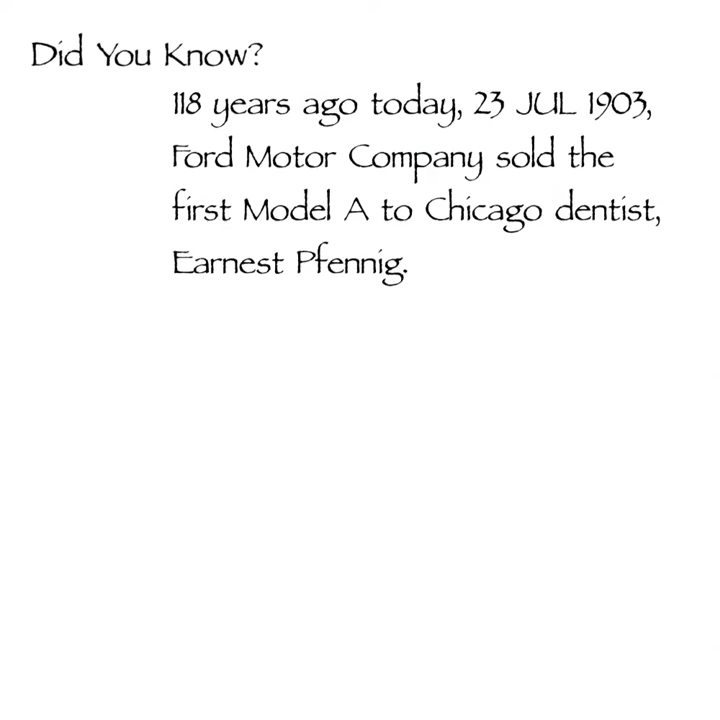 Did You Know?
118 years ago today, 23 JUL 1903,
Ford Motor Company sold the
first Model A to Chicago dentist,
Earnest Pfennig.